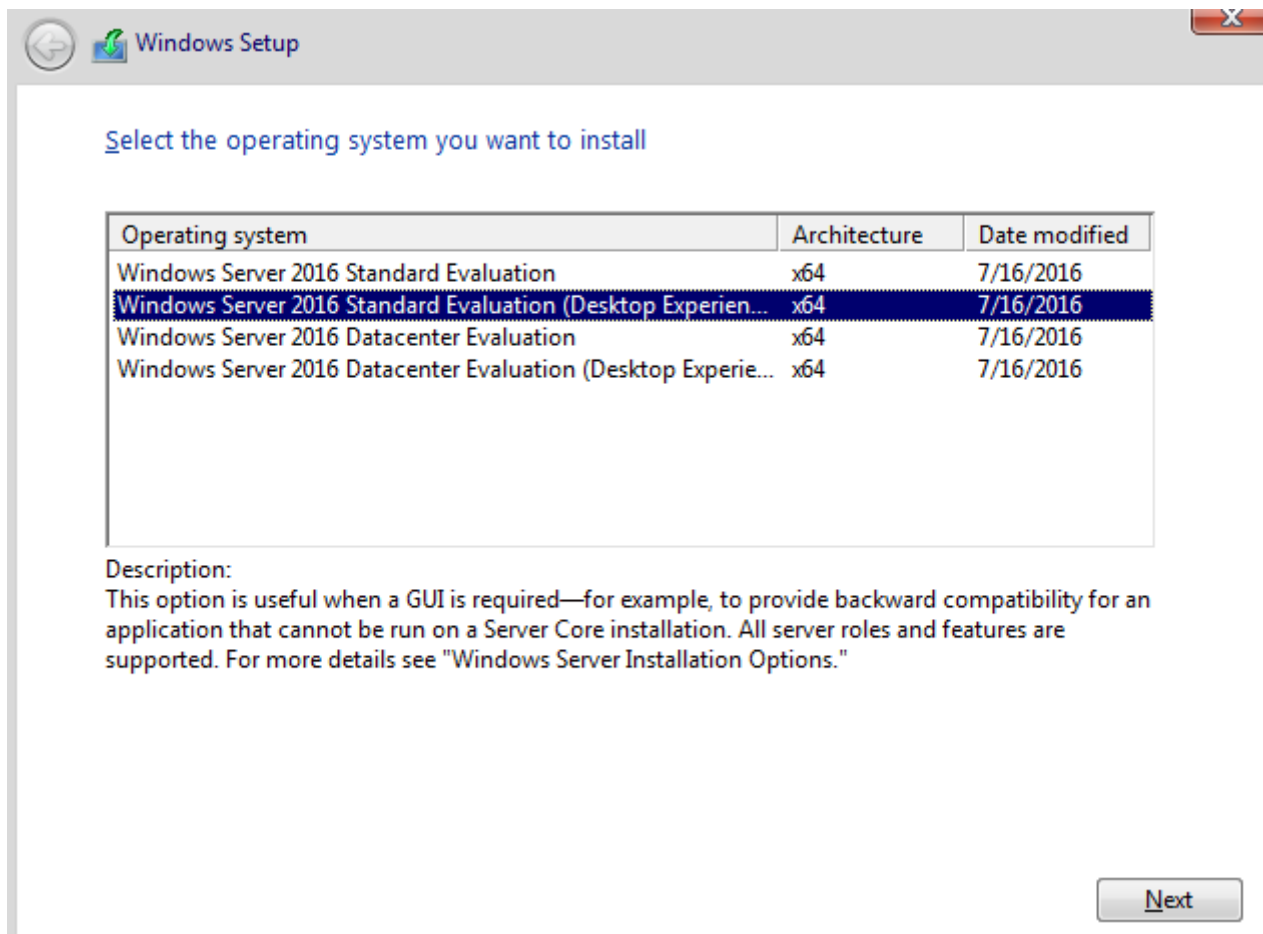 Windows Setup
Select the operating system you want to install
Operating system Architecture Date modified
Windows Server 2016 Standard Evaluation x64 7/16/2016
Windows Server 2016 Standard Evaluation (Desktop Experien... x64 7/16/2016
Windows Server 2016 Datacenter Evaluation x64 7/16/2016
Windows Server 2016 Datacenter Evaluation (Desktop Experie... x64 7/16/2016
Description:
This option is useful when a GUI is required—for example, to provide backward compatibility for an
application that cannot be run on a Server Core installation. All server roles and features are
supported. For more details see "Windows Server Installation Options."
Next